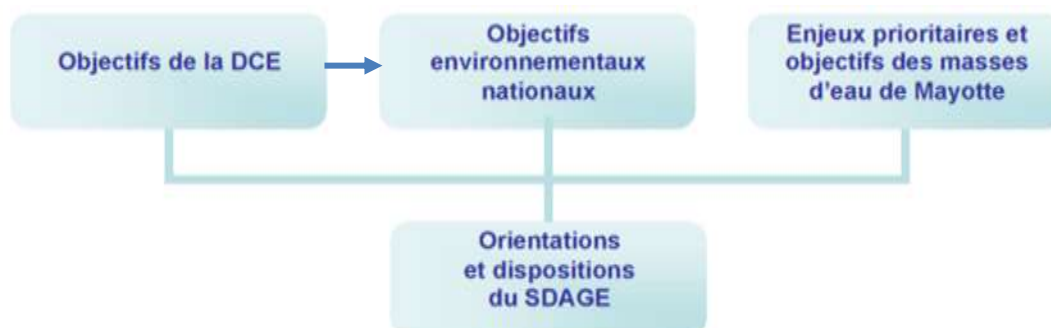 Objectifs de la DCE
Objectifs
environnementaux
nationaux
Enjeux prioritaires et
objectifs des masses
d'eau de Mayotte
Orientations
et dispositions
du SDAGE